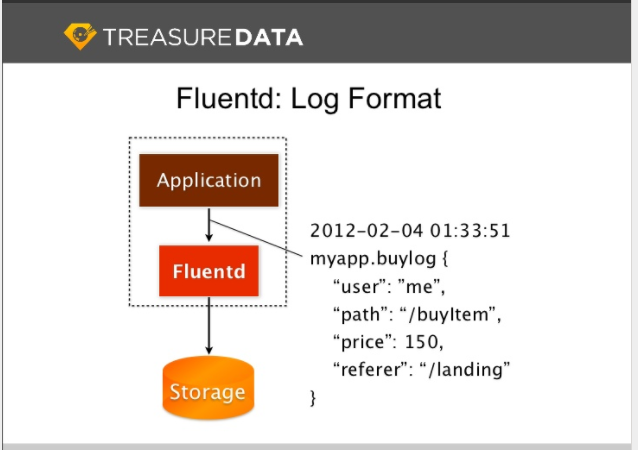 TREASUREDATA
Fluentd: Log Format
Application
Fluentd
Storage
2012-02-04 01:33:51
myapp.buylog {
“user”: ”me”,
“path”: “/buyItem”,
“price”: 150,
“referer”: “/landing”
}